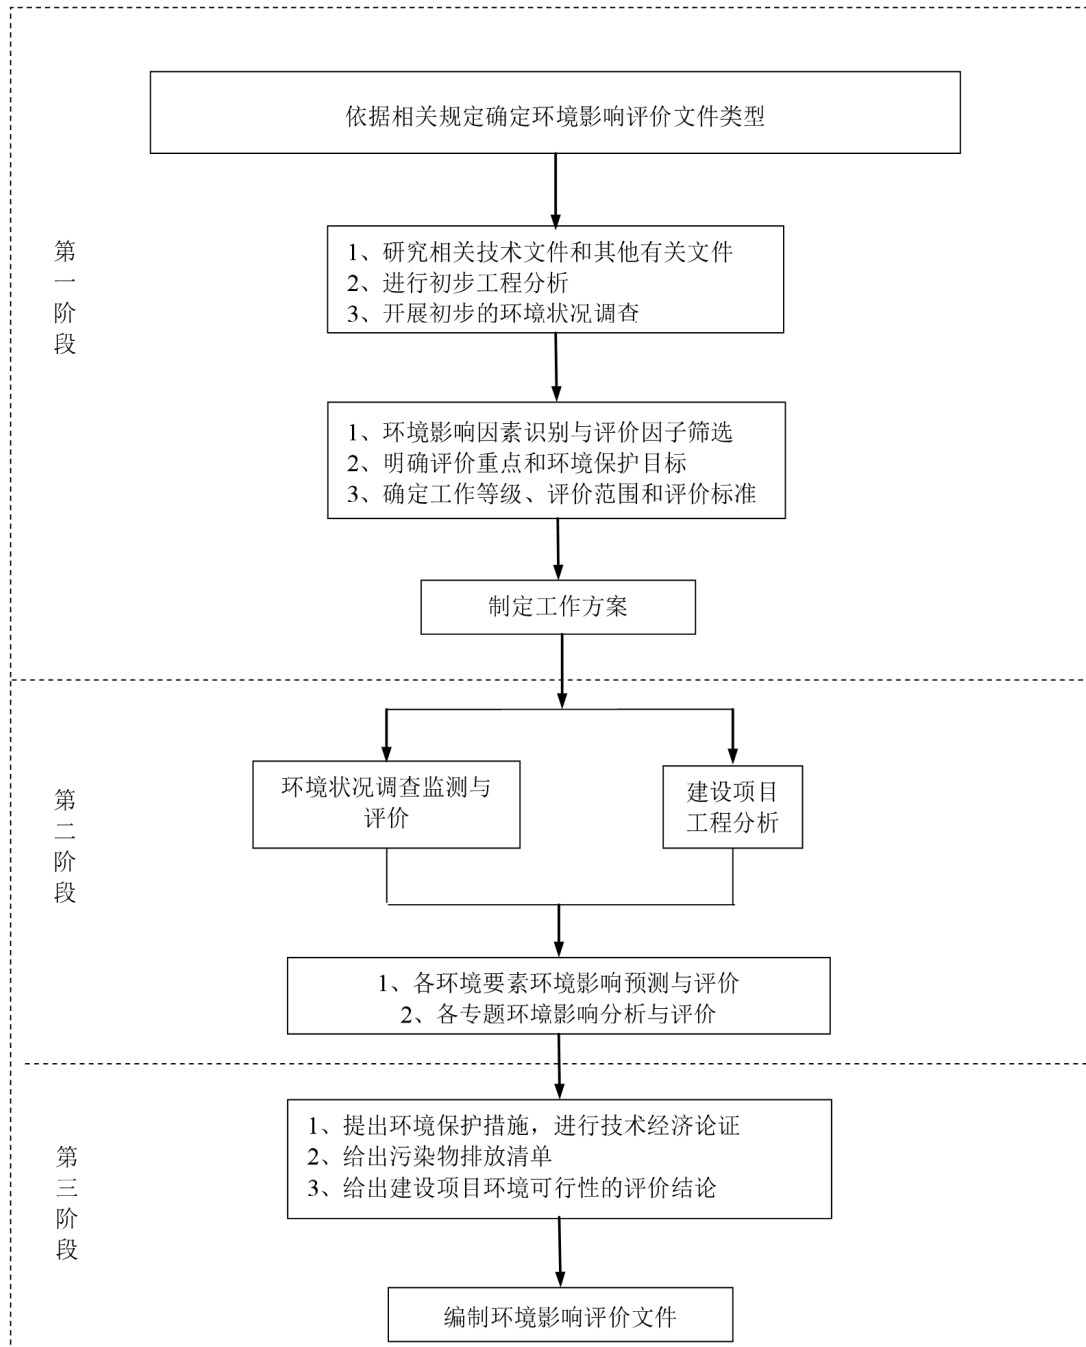 依据相关规定确定环境影响评价文件类型
第一阶段
1、研究相关技术文件和其他有关文件
2、进行初步工程分析
3、开展初步的环境状况调查
1、环境影响因素识别与评价因子筛选
2、明确评价重点和环境保护目标
3、确定工作等级、评价范围和评价标准
制定工作方案
第二阶段
环境状况调查监测与
评价
建设项目
工程分析
1、各环境要素环境影响预测与评价
2、各专题环境影响分析与评价
第三阶段
1、提出环境保护措施，进行技术经济论证
2、给出污染物排放清单
3、给出建设项目环境可行性的评价结论
编制环境影响评价文件